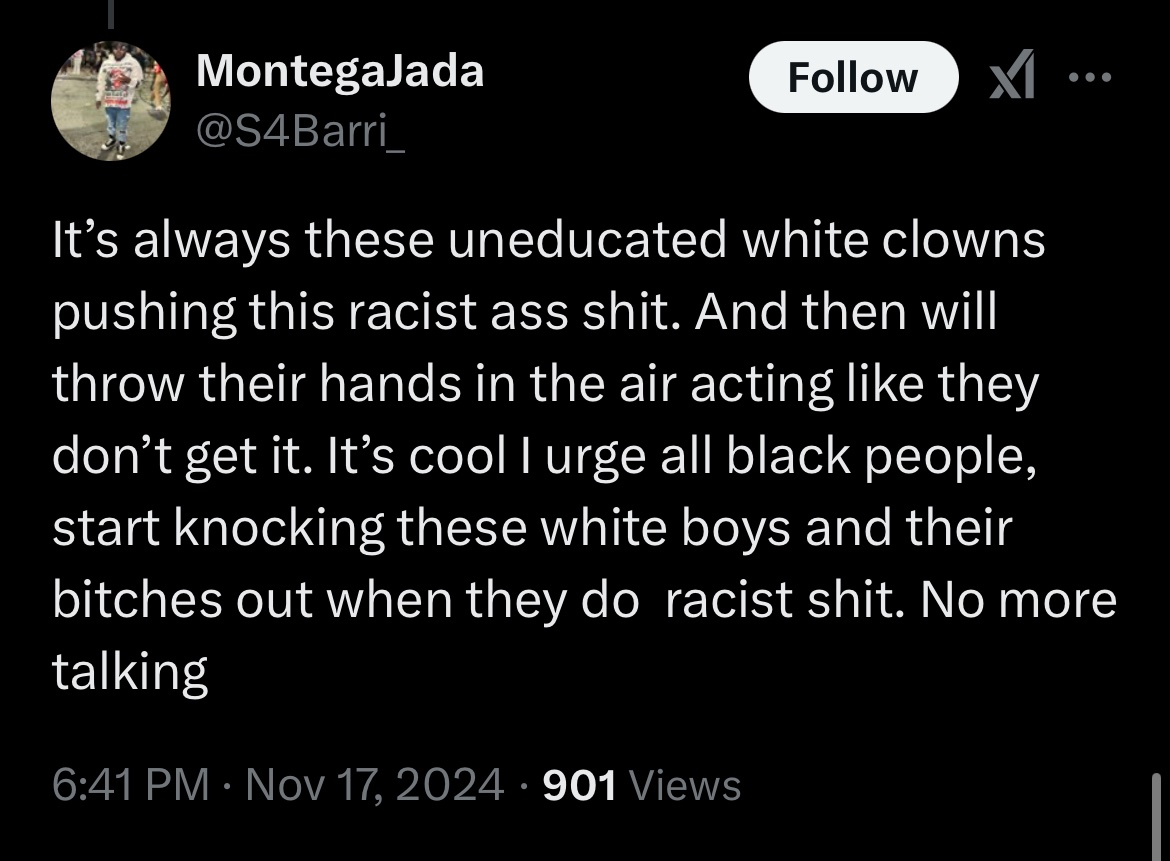 MontegaJada
Follow
@S4Barri_
It’s always these uneducated white clowns
pushing this racist ass shit. And then will
throw their hands in the air acting like they
don’t get it. It’s cool I urge all black people,
start knocking these white boys and their
bitches out when they do  racist shit. No more
talking
6:41 PM · Nov 17, 2024 · 901 Views